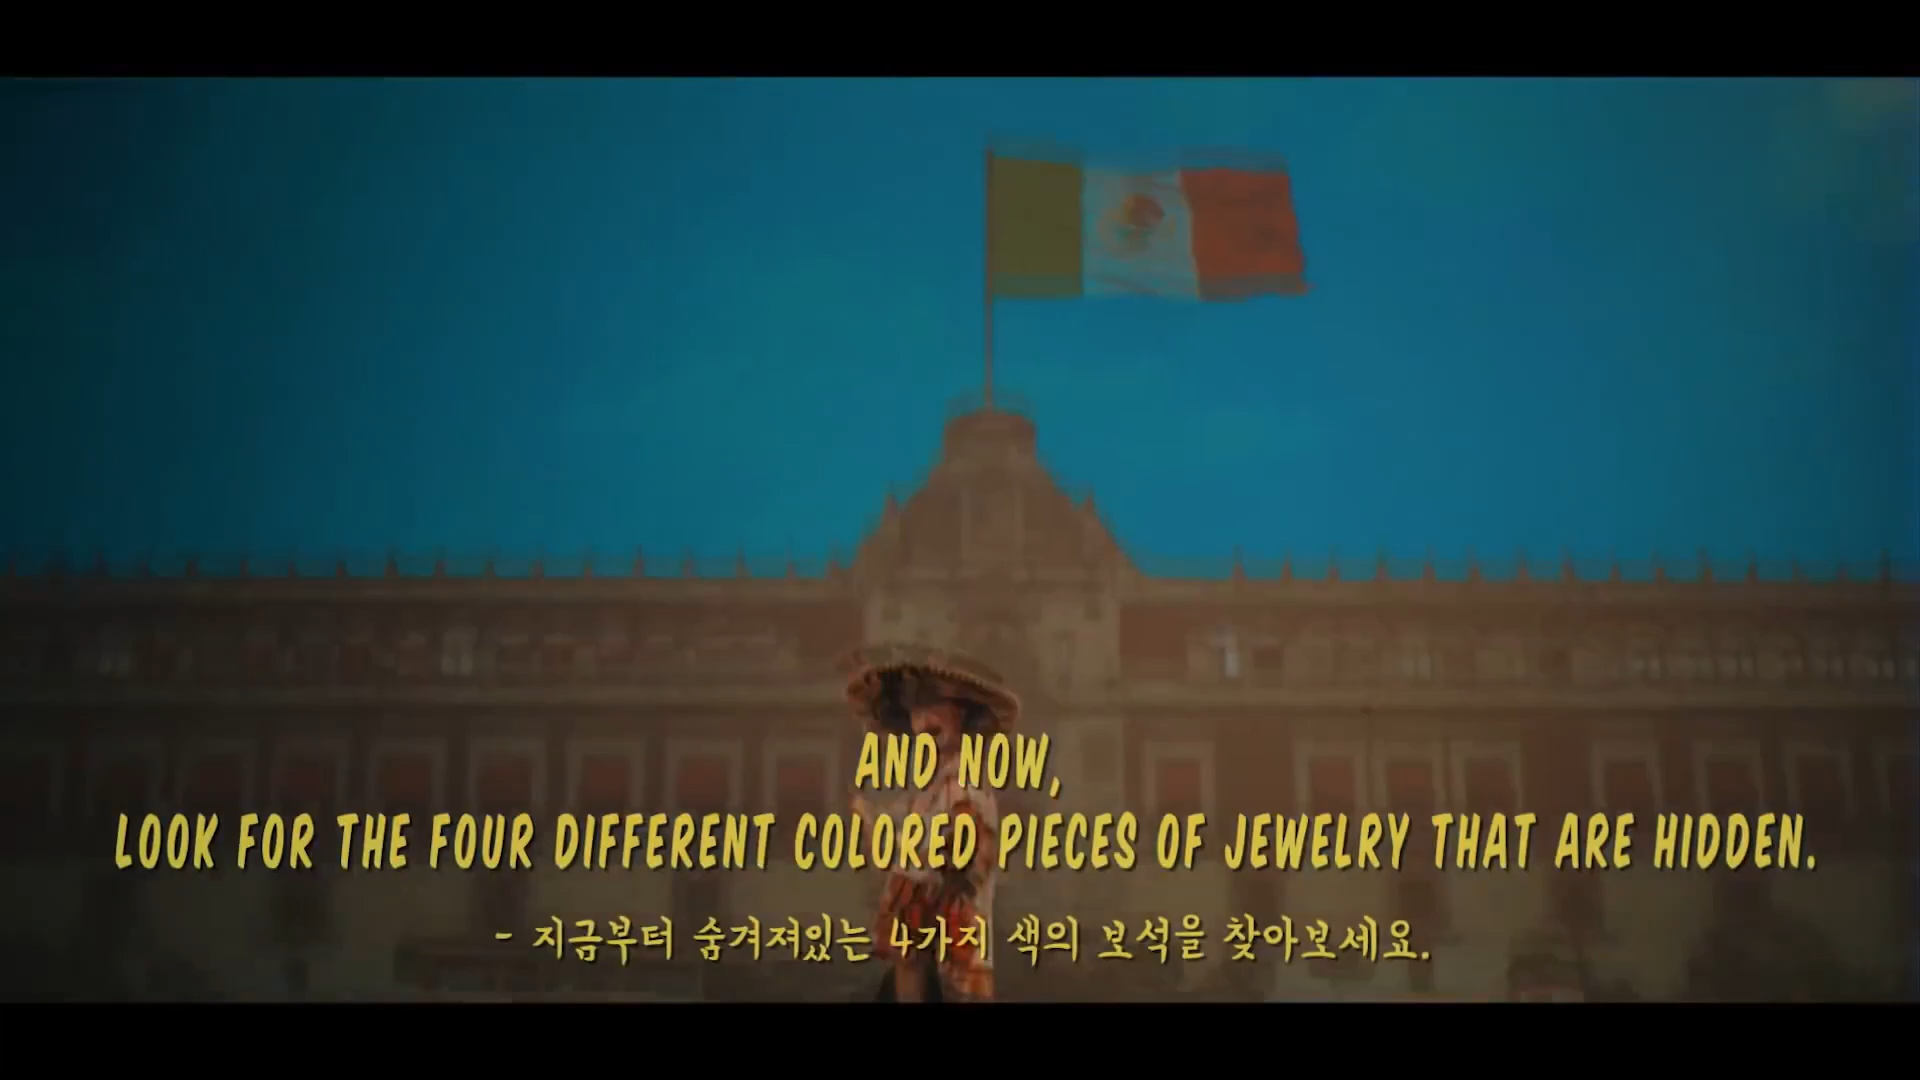 AND NOW,
LOOK FOR THE FOUR DIFFERENT COLORED PIECES OF JEWELRY THAT ARE HIDDEN.
- 지금부터 숨겨져있는 4가지 색의 보석을 찾아보세요.